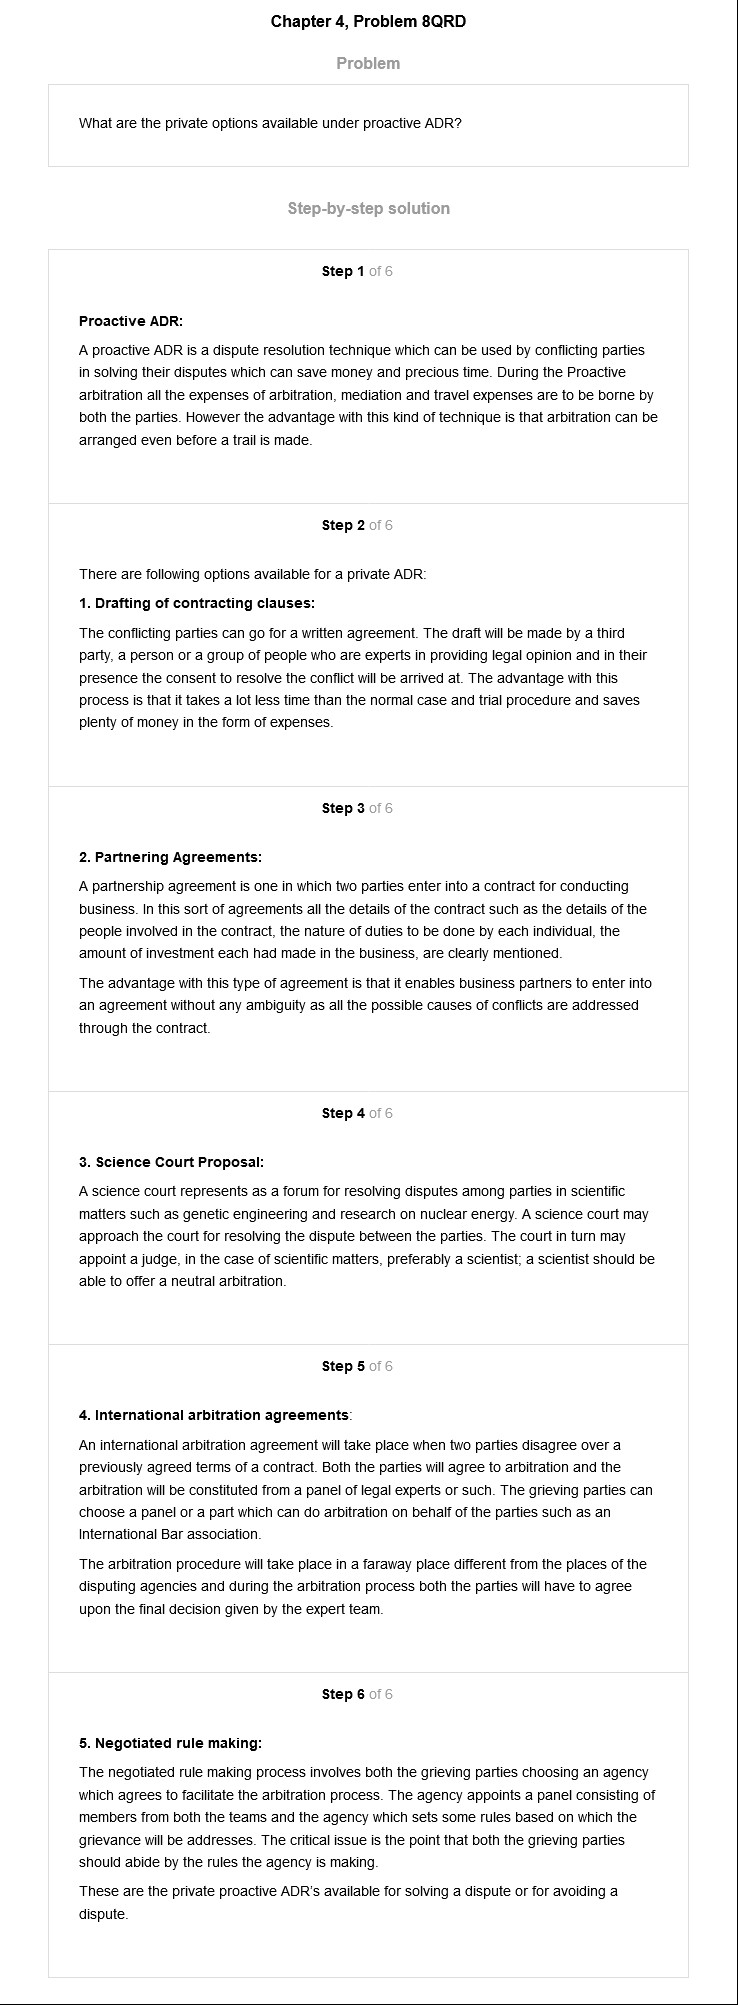 Chapter 4, Problem 8QRD
Problem
What are the private options available under proactive ADR?
Step-by-step solution
Step 1 of 6
Proactive ADR:
A proactive ADR is a dispute resolution technique which can be used by conflicting parties
in solving their disputes which can save money and precious time. During the Proactive
arbitration all the expenses of arbitration, mediation and travel expenses are to be borne by
both the parties. However the advantage with this kind of technique is that arbitration can be
arranged even before a trail is made.
Step 2 of 6
There are following options available for a private ADR:
1. Drafting of contracting clauses:
The conflicting parties can go for a written agreement. The draft will be made by a third
party, a person or a group of people who are experts in providing legal opinion and in their
presence the consent to resolve the conflict will be arrived at. The advantage with this
process is that it takes a lot less time than the normal case and trial procedure and saves
plenty of money in the form of expenses.
Step 3 of 6
2. Partnering Agreements:
A partnership agreement is one in which two parties enter into a contract for conducting
business. In this sort of agreements all the details of the contract such as the details of the
people involved in the contract, the nature of duties to be done by each individual, the
amount of investment each had made in the business, are clearly mentioned.
The advantage with this type of agreement is that it enables business partners to enter into
an agreement without any ambiguity as all the possible causes of conflicts are addressed
through the contract.
Step 4 of 6
3. Science Court Proposal:
A science court represents as a forum for resolving disputes among parties in scientific
matters such as genetic engineering and research on nuclear energy. A science court may
approach the court for resolving the dispute between the parties. The court in turn may
appoint a judge, in the case of scientific matters, preferably a scientist; a scientist should be
able to offer a neutral arbitration.
Step 5 of 6
4. International arbitration agreements:
An international arbitration agreement will take place when two parties disagree over a
previously agreed terms of a contract. Both the parties will agree to arbitration and the
arbitration will be constituted from a panel of legal experts or such. The grieving parties can
choose a panel or a part which can do arbitration on behalf of the parties such as an
International Bar association.
The arbitration procedure will take place in a faraway place different from the places of the
disputing agencies and during the arbitration process both the parties will have to agree
upon the final decision given by the expert team.
Step 6 of 6
5. Negotiated rule making:
The negotiated rule making process involves both the grieving parties choosing an agency
which agrees to facilitate the arbitration process. The agency appoints a panel consisting of
members from both the teams and the agency which sets some rules based on which the
grievance will be addresses. The critical issue is the point that both the grieving parties
should abide by the rules the agency is making.
These are the private proactive ADR's available for solving a dispute or for avoiding a
dispute.